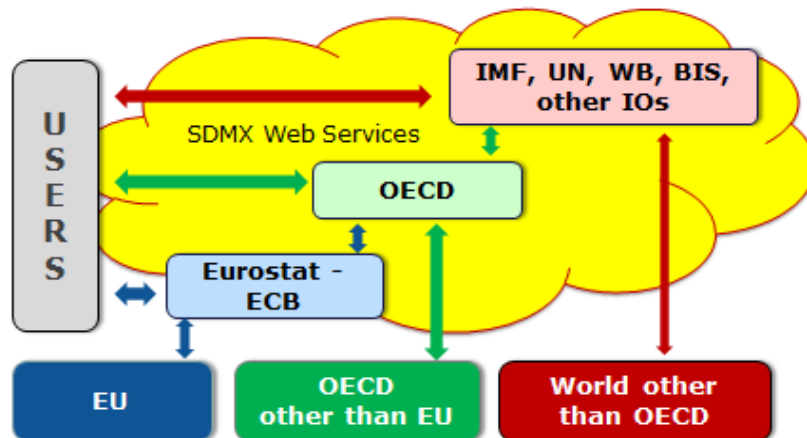 USERS
IMF, UN, WB, BIS,
other IOs
SDMX Web Services
OECD
Eurostat -
ECB
EU
OECD
other than EU
World other
than OECD